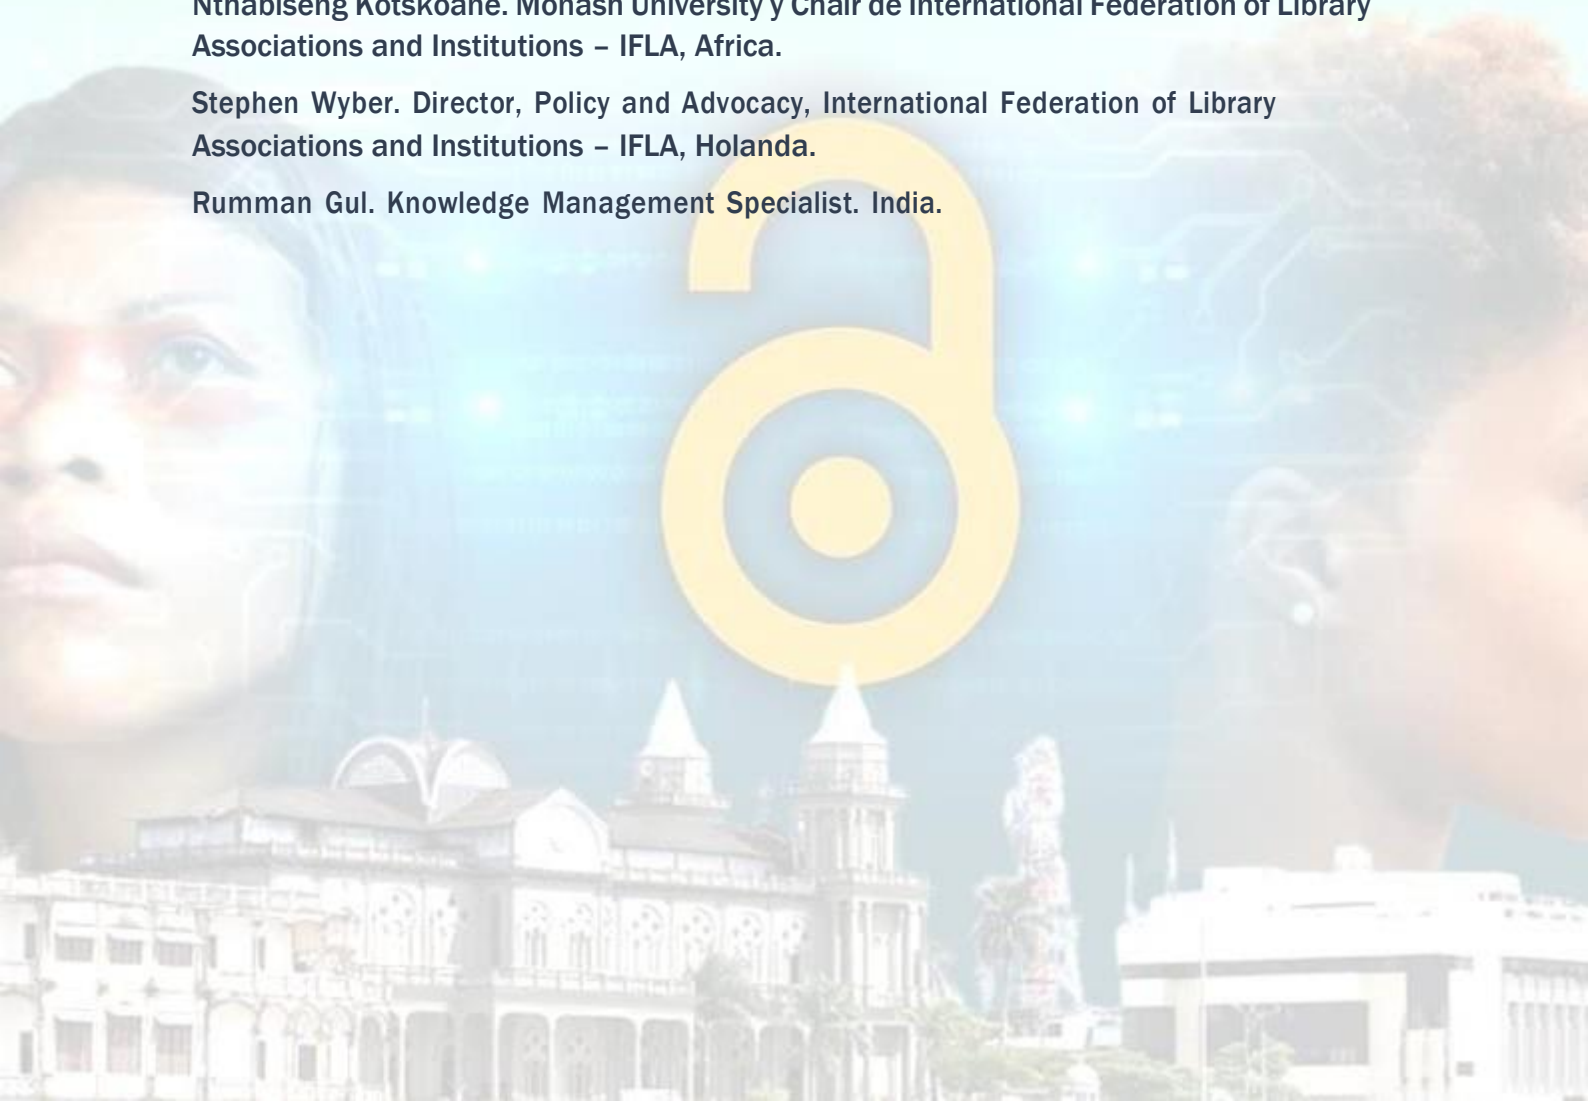 Nthabiseng Kotskoane. Monash University y Chair de International Federation of Library
Associations and Institutions – IFLA, Africa.
Stephen Wyber. Director, Policy and Advocacy, International Federation of Library
Associations and Institutions – IFLA, Holanda.
Rumman Gul. Knowledge Management Specialist. India.